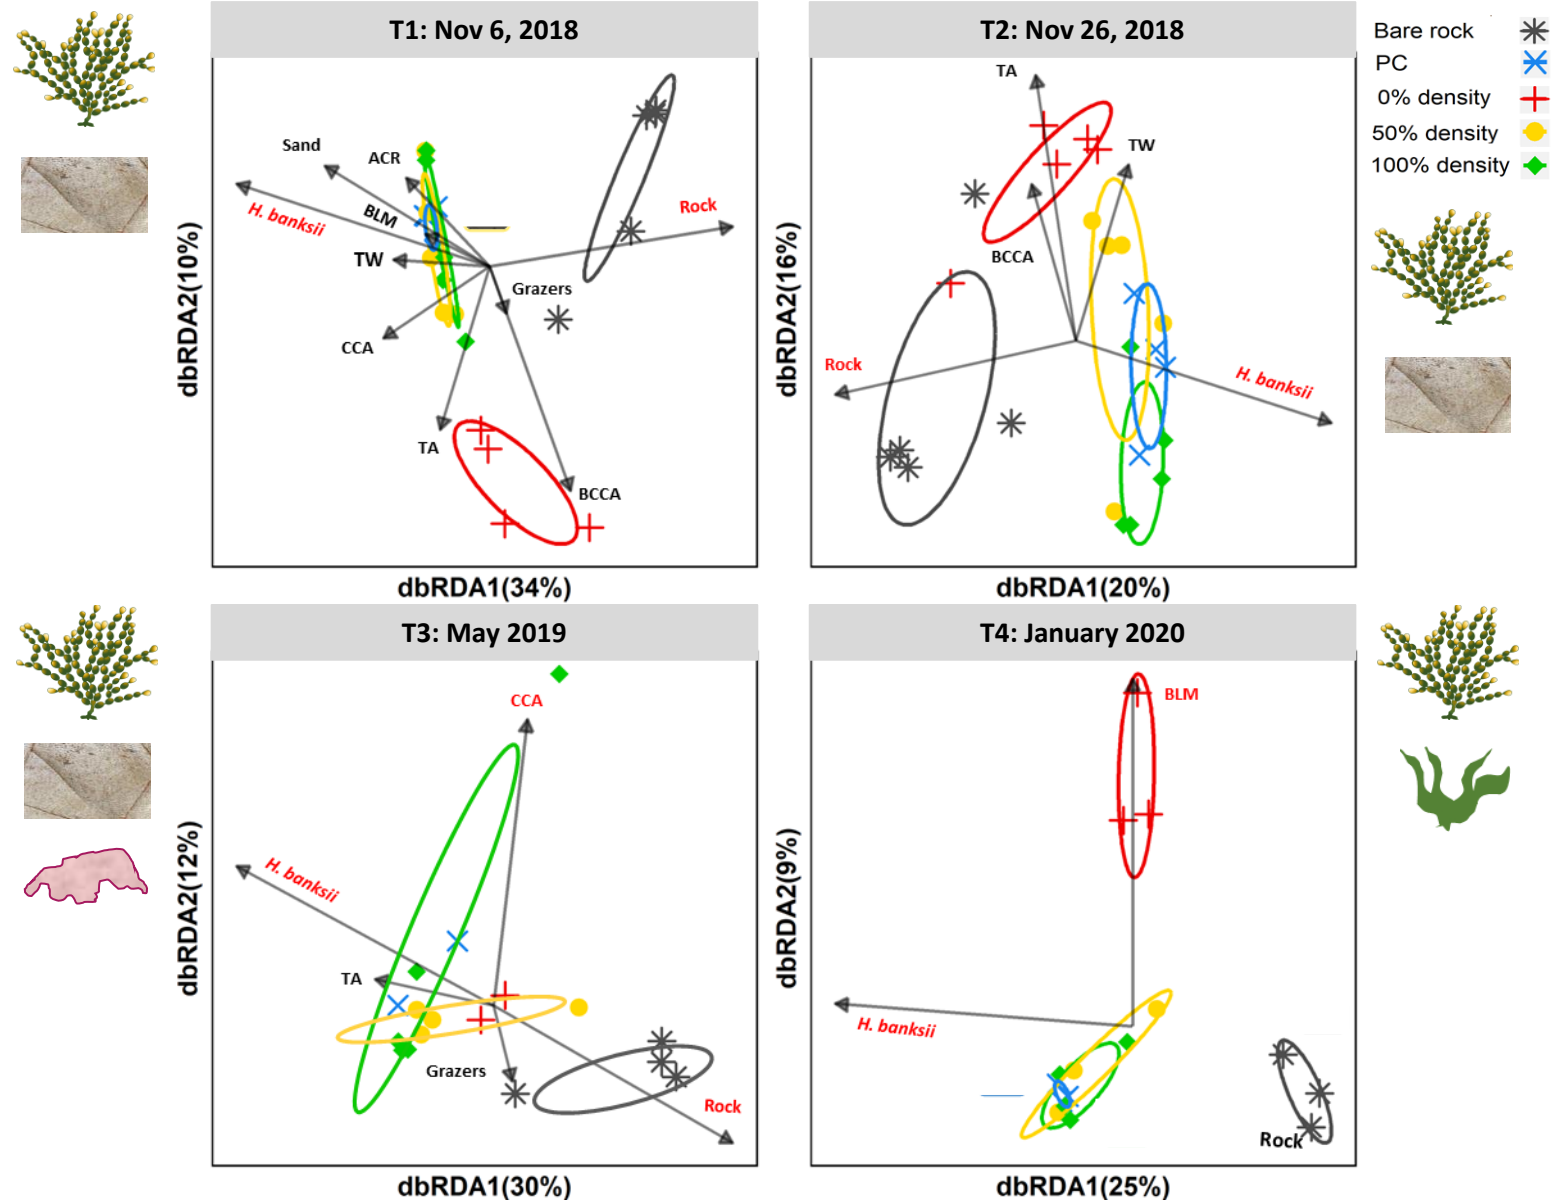 T1: Nov 6, 2018
Sand
ACR
H. banksii
BLM
TW
CCA
TA
Grazers
BCCA
Rock
dbRDA2(10%)
dbRDA1(34%)
T2: Nov 26, 2018
TA
TW
BCCA
Rock
H. banksii
dbRDA2(16%)
dbRDA1(20%)
Bare rock
PC
0% density
50% density
100% density
T3: May 2019
CCA
H. banksii
TA
Grazers
Rock
dbRDA2(12%)
dbRDA1(30%)
T4: January 2020
BLM
H. banksii
Rock
dbRDA2(9%)
dbRDA1(25%)